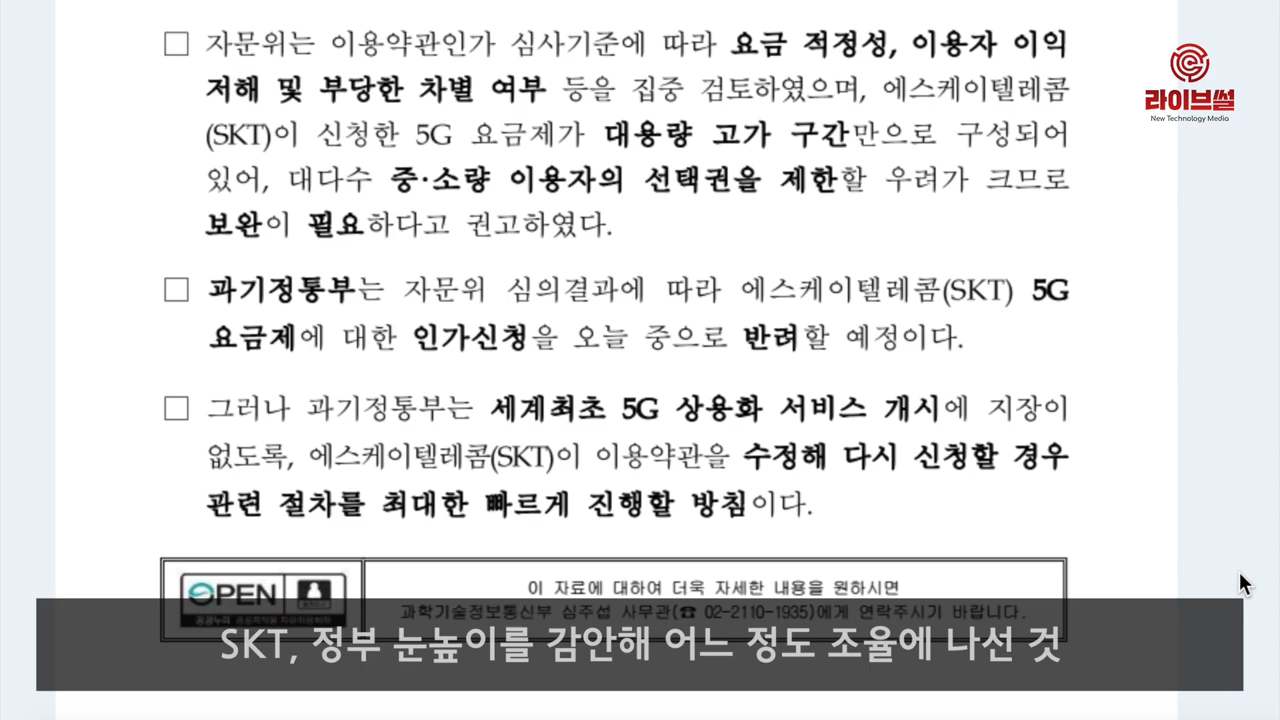 □ 자문위는 이용약관인가 심사기준에 따라 요금 적정성, 이용자 이익
저해 및 부당한 차별 여부 등을 집중 검토하였으며, 에스케이텔레콤
(SKT)이 신청한 5G 요금제가 대용량 고가 구간만으로 구성되어
있어, 대다수 중·소량 이용자의 선택권을 제한할 우려가 크므로
보완이 필요하다고 권고하였다.
□ 과기정통부는 자문위 심의결과에 따라 에스케이텔레콤(SKT) 5G
요금제에 대한 인가신청을 오늘 중으로 반려할 예정이다.
□ 그러나 과기정통부는 세계최초 5G 상용화 서비스 개시에 지장이
없도록, 에스케이텔레콤(SKT)이 이용약관을 수정해 다시 신청할 경우
관련 절차를 최대한 빠르게 진행할 방침이다.
OPEN
공공누리 공공저작물 자유이용허락
이 자료에 대하여 더욱 자세한 내용을 원하시면
과학기술정보통신부 심주섭 사무관(☎ 02-2110-1935)에게 연락주시기 바랍니다.
SKT, 정부 눈높이를 감안해 어느 정도 조율에 나선 것
라이브썰
New Technology Media